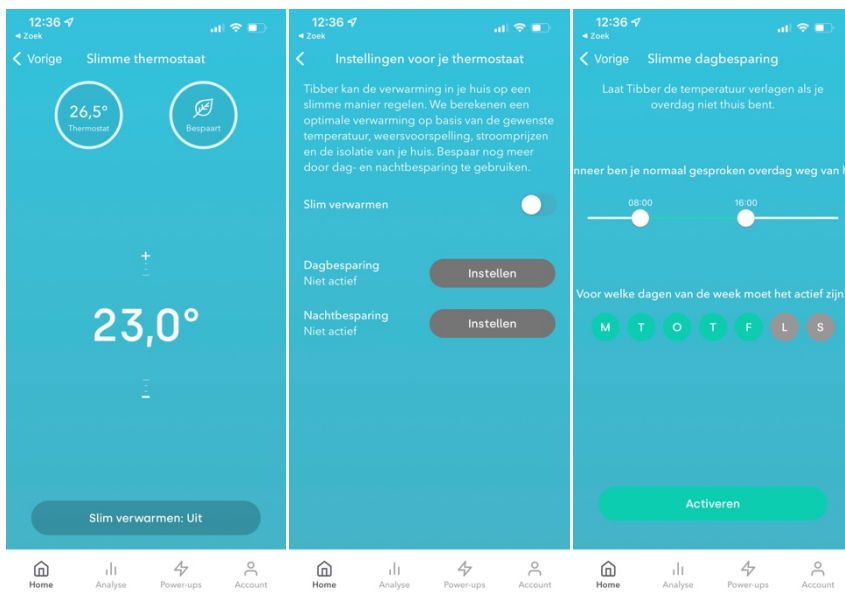 12:36
◄ Zoek
Vorige
Slimme thermostaat
26,5°
Thermostat
Bespaart
+
23,0°
–
Slim verwarmen: Uit
Home
Analyse
Power-ups
Account
12:36
◄ Zoek
Instellingen voor je thermostaat
Tibber kan de verwarming in je huis op een
slimme manier regelen. We berekenen een
optimale verwarming op basis van de gewenste
temperatuur, weersvoorspelling, stroomprijzen
en de isolatie van je huis. Bespaar nog meer
door dag- en nachtbesparing te gebruiken.
Slim verwarmen
Dagbesparing
Niet actief
Instellen
Nachtbesparing
Niet actief
Instellen
Home
Analyse
Power-ups
Account
12:36
◄ Zoek
Vorige
Slimme dagbesparing
Laat Tibber de temperatuur verlagen als je
overdag niet thuis bent.
nneer ben je normaal gesproken overdag weg van h
08:00
16:00
Voor welke dagen van de week moet het actief zijn?
M T O T F L S
Activeren
Home
Analyse
Power-ups
Account